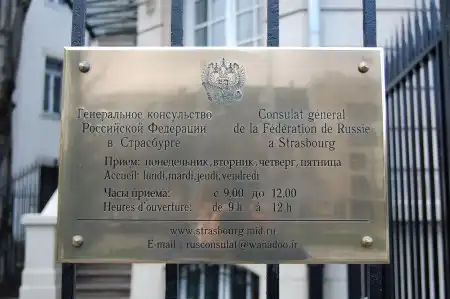 Генеральное консульство
Российской Федерации
в Страсбурге
Consulat general
de la Fédération de Russie
a Strasbourg
Прием: понедельник, вторник, четверг, пятница
Accueil: lundi, mardi, jeudi, vendredi
Часы приема: с 9.00 до 12.00
Heures d'ouverture: de 9 h à 12 h
www.strasbourg.mid.ru
E-mail : rusconsulat@wanadoo.fr